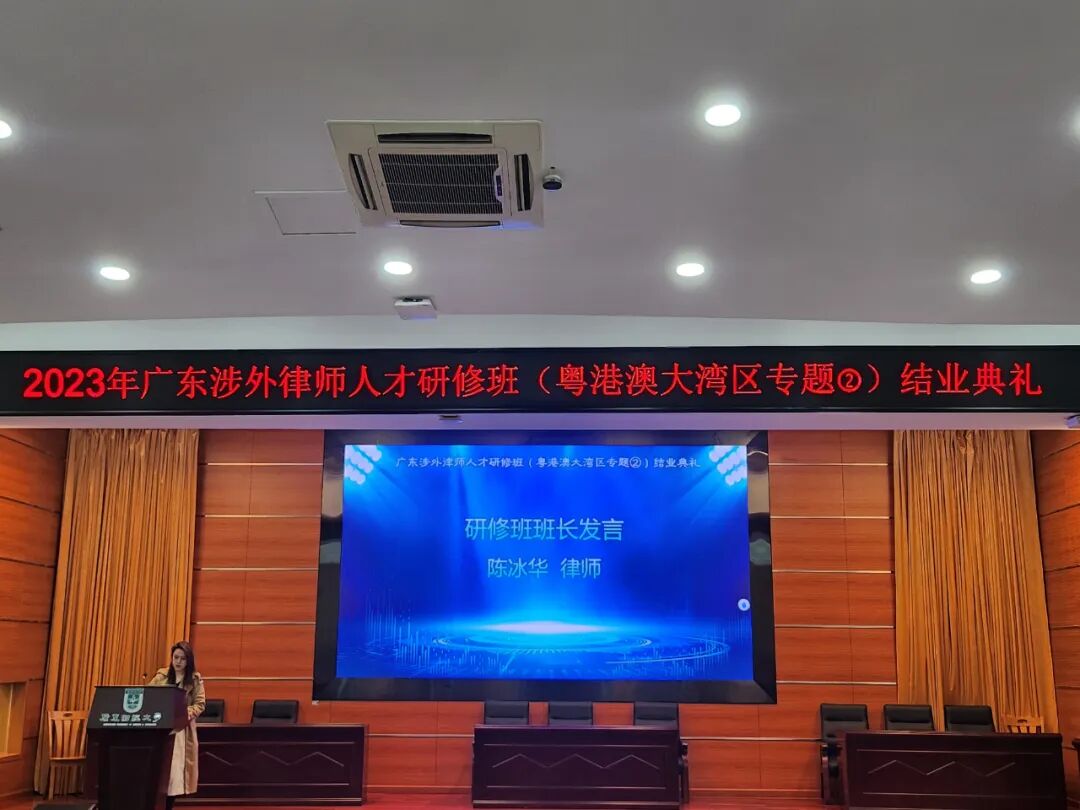 2023年广东涉外律师人才研修班（粤港澳大湾区专题②）结业典礼
广东涉外律师人才研修班（粤港澳大湾区专题②）结业典礼
研修班班长发言
陈冰华 律师